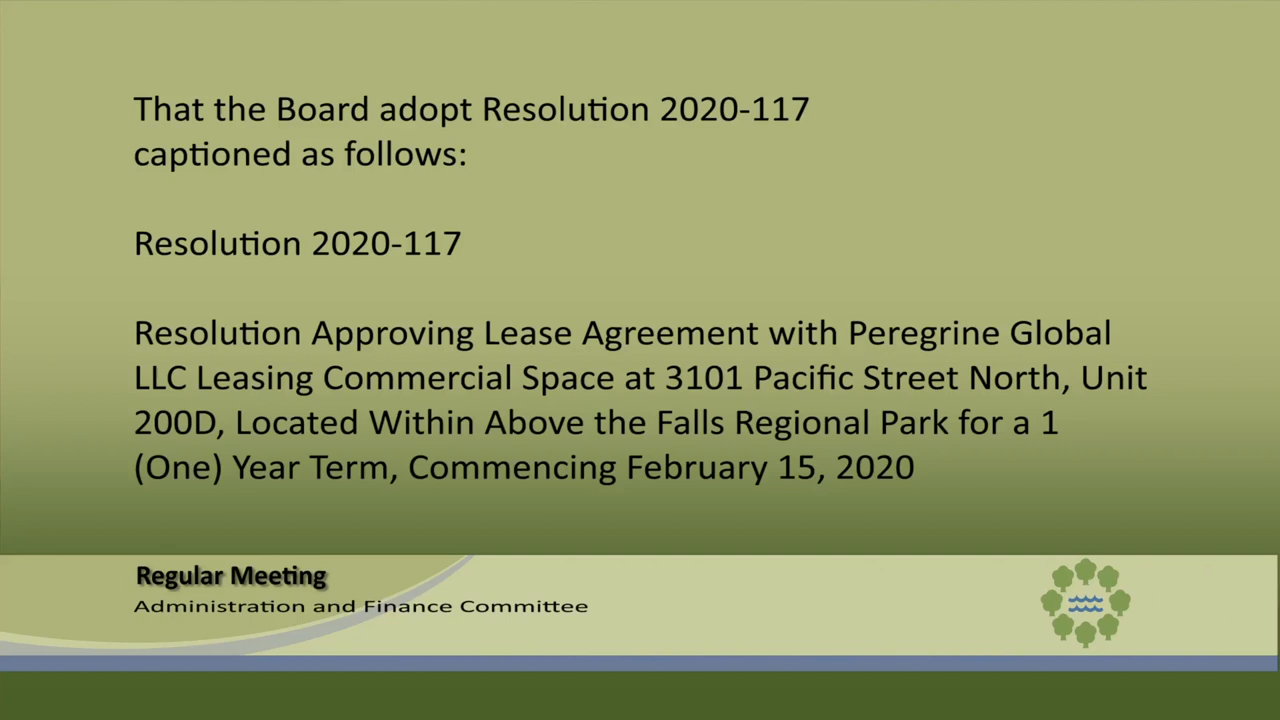 That the Board adopt Resolution 2020-117
captioned as follows:
Resolution 2020-117
Resolution Approving Lease Agreement with Peregrine Global
LLC Leasing Commercial Space at 3101 Pacific Street North, Unit
200D, Located Within Above the Falls Regional Park for a 1
(One) Year Term, Commencing February 15, 2020
Regular Meeting
Administration and Finance Committee